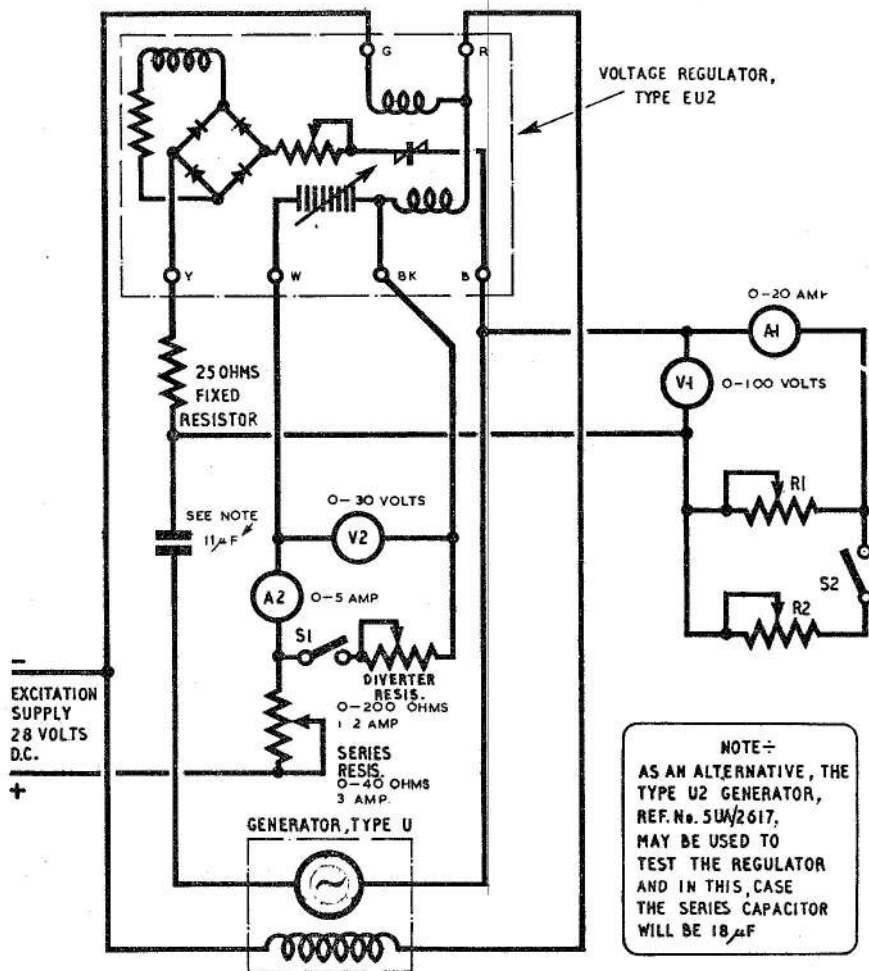 G
R
VOLTAGE REGULATOR,
TYPE EU2
Y
W
BK
B
0-20 AMP
A1
V1
0-100 VOLTS
25 OHMS
FIXED
RESISTOR
R1
0-30 VOLTS
SEE NOTE
11µF
V2
S2
A2
0-5 AMP
R2
S1
DIVERTER
RESIS.
0-200 OHMS
1·2 AMP
-
EXCITATION
SUPPLY
28 VOLTS
D.C.
+
SERIES
RESIS.
0-40 OHMS
3 AMP.
GENERATOR, TYPE U
NOTE÷
AS AN ALTERNATIVE, THE
TYPE U2 GENERATOR,
REF. No. 5UA/2617,
MAY BE USED TO
TEST THE REGULATOR
AND IN THIS, CASE
THE SERIES CAPACITOR
WILL BE 18µF